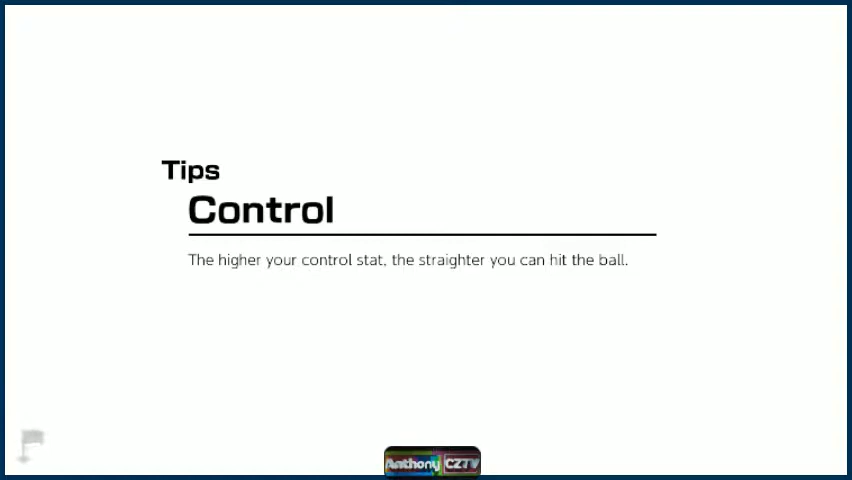 Tips
Control
The higher your control stat, the straighter you can hit the ball.
Anthony CZTV